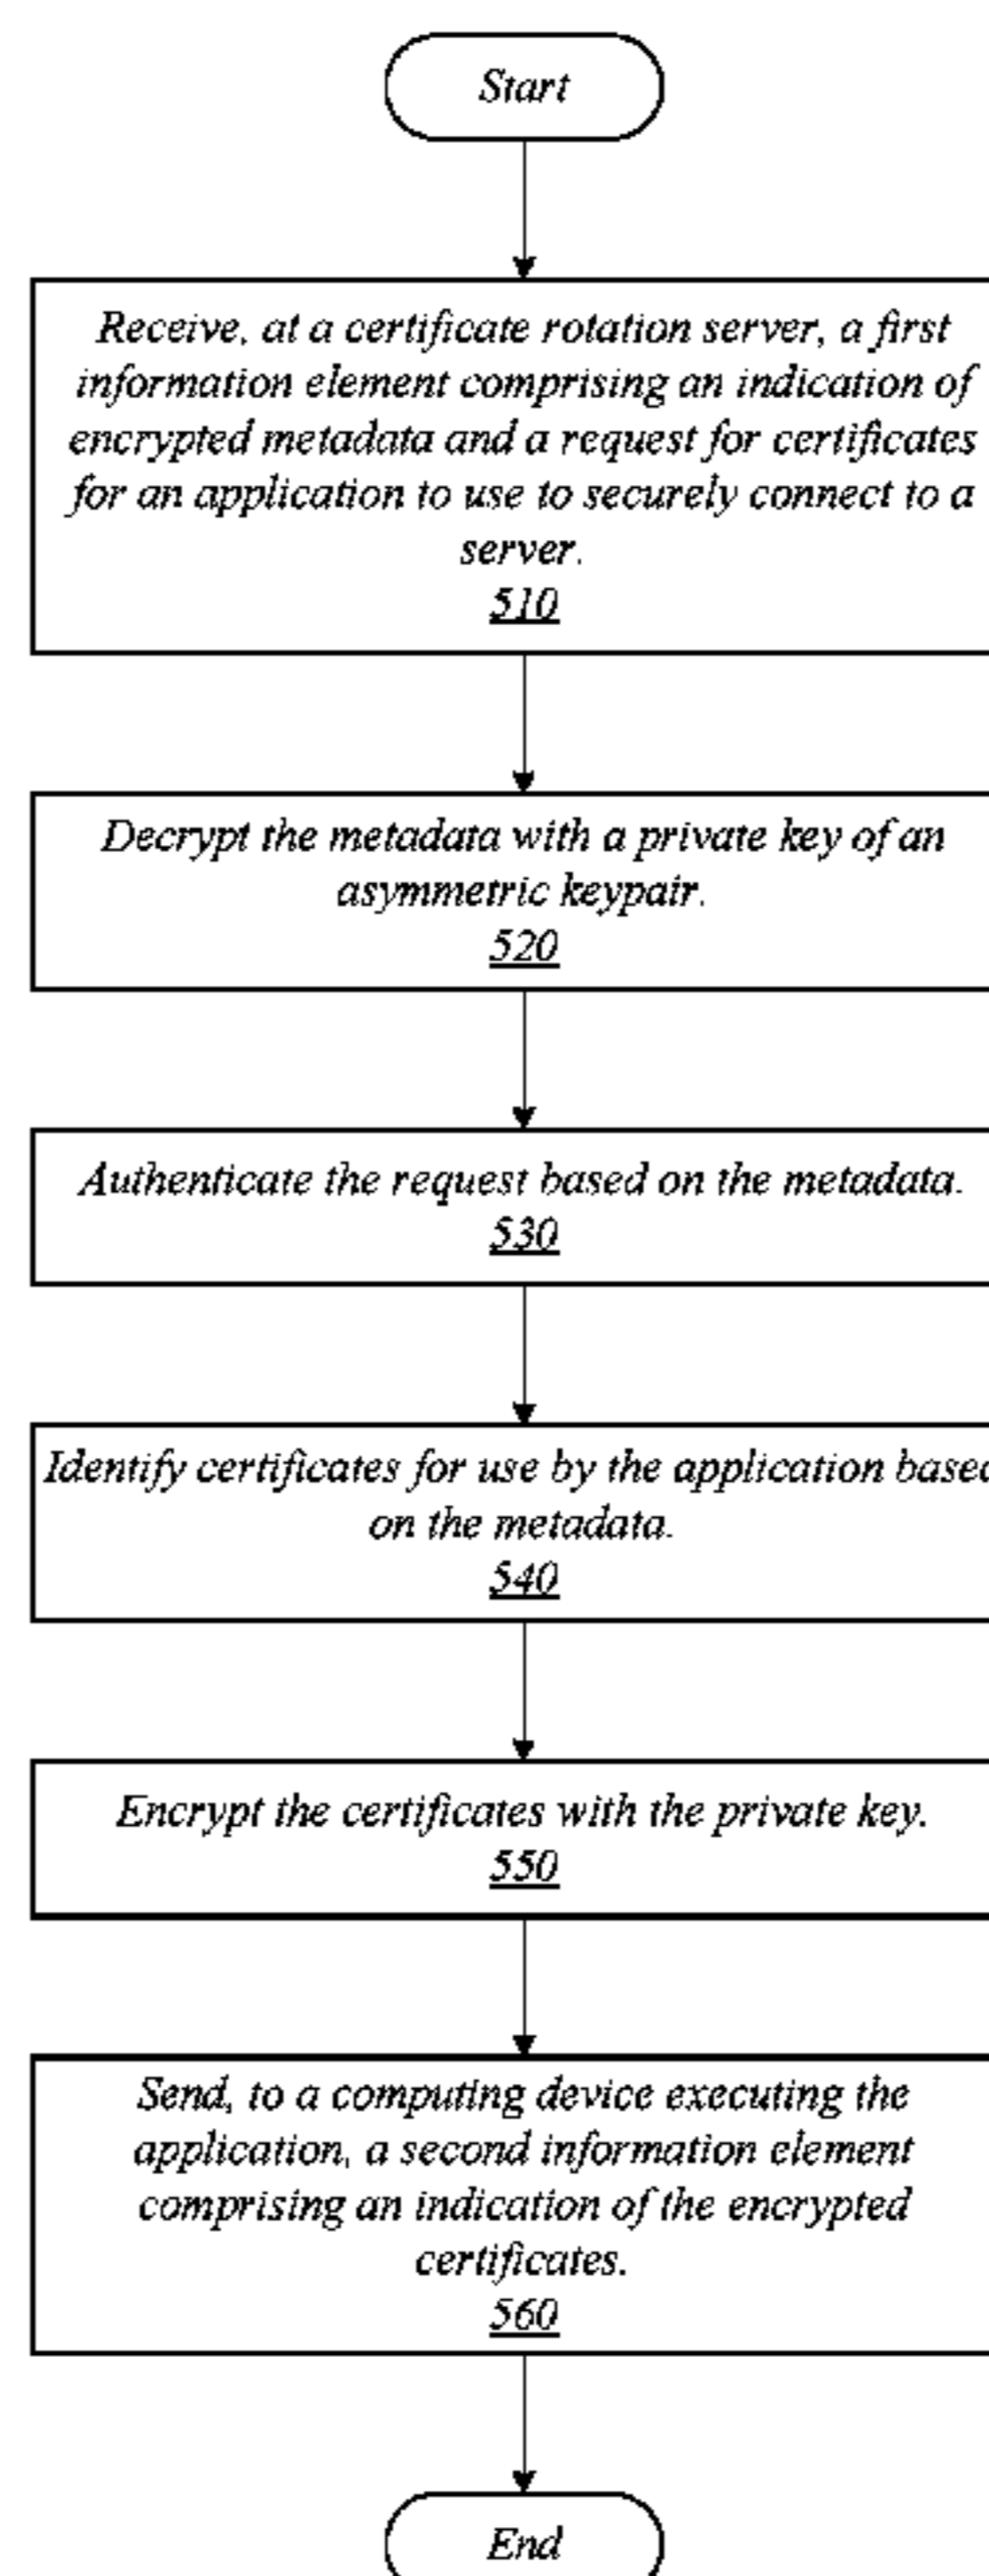 Start
Receive, at a certificate rotation server, a first
information element comprising an indication of
encrypted metadata and a request for certificates
for an application to use to securely connect to a
server.
510
Decrypt the metadata with a private key of an
asymmetric keypair.
520
Authenticate the request based on the metadata.
530
Identify certificates for use by the application based
on the metadata.
540
Encrypt the certificates with the private key.
550
Send, to a computing device executing the
application, a second information element
comprising an indication of the encrypted
certificates.
560
End